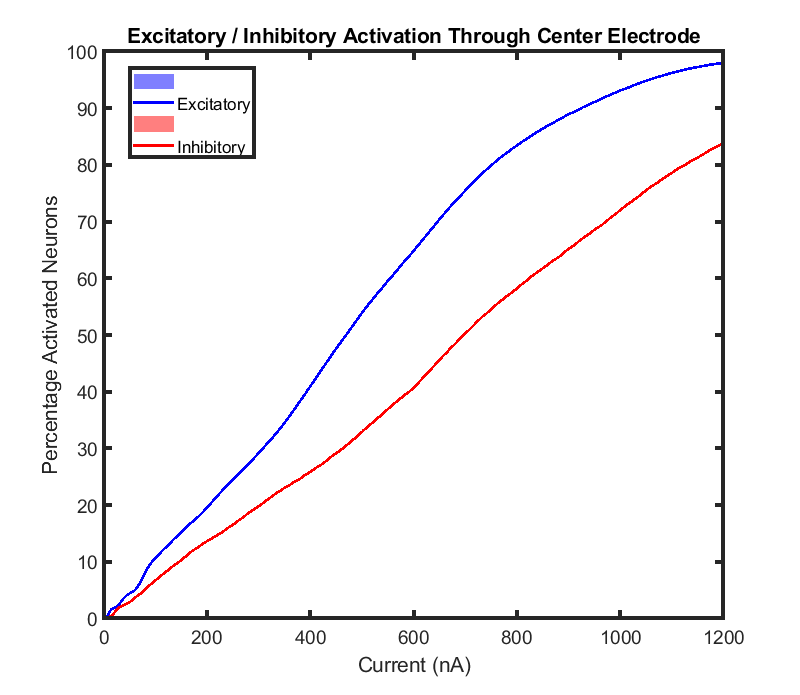 Excitatory / Inhibitory Activation Through Center Electrode
100
90
80
70
60
50
40
30
20
10
0
Percentage Activated Neurons
Excitatory
Inhibitory
0 200 400 600 800 1000 1200
Current (nA)